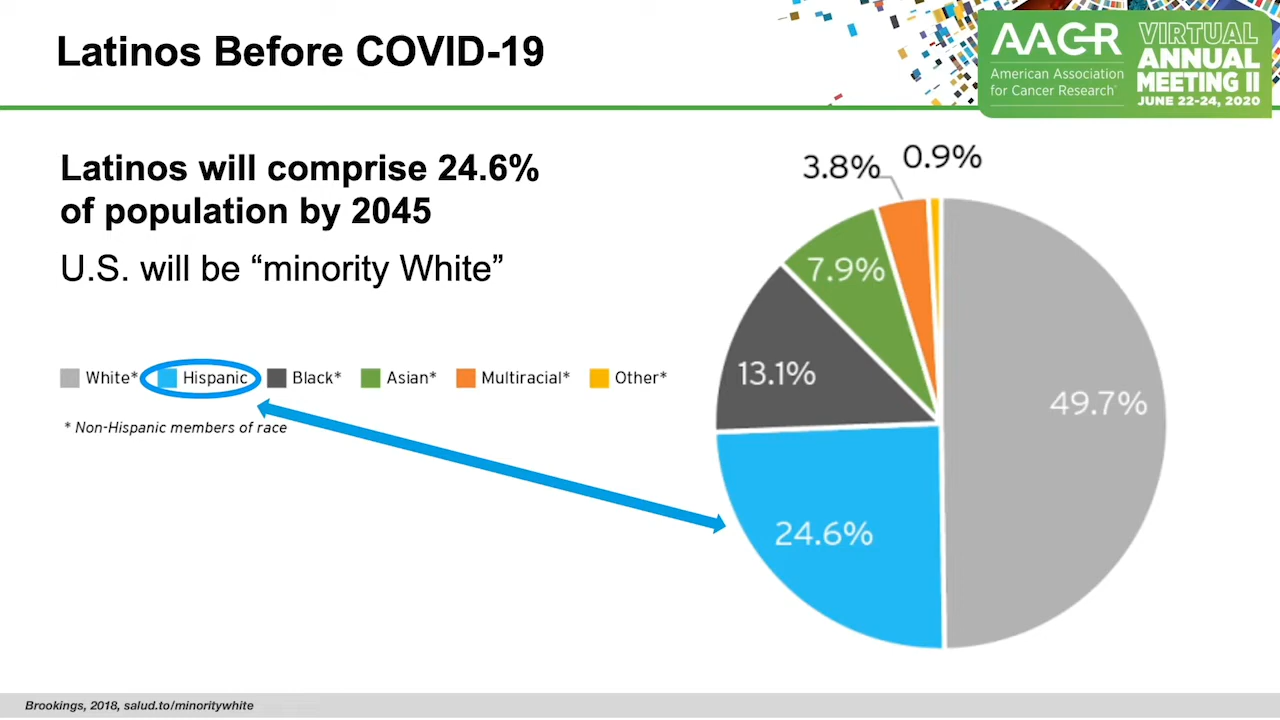 Latinos Before COVID-19
AACR
American Association
for Cancer Research®
VIRTUAL
ANNUAL
MEETING II
JUNE 22-24, 2020
Latinos will comprise 24.6%
of population by 2045
U.S. will be “minority White”
White* Hispanic Black* Asian* Multiracial* Other*
* Non-Hispanic members of race
3.8% 0.9%
7.9%
13.1%
49.7%
24.6%
Brookings, 2018, salud.to/minoritywhite